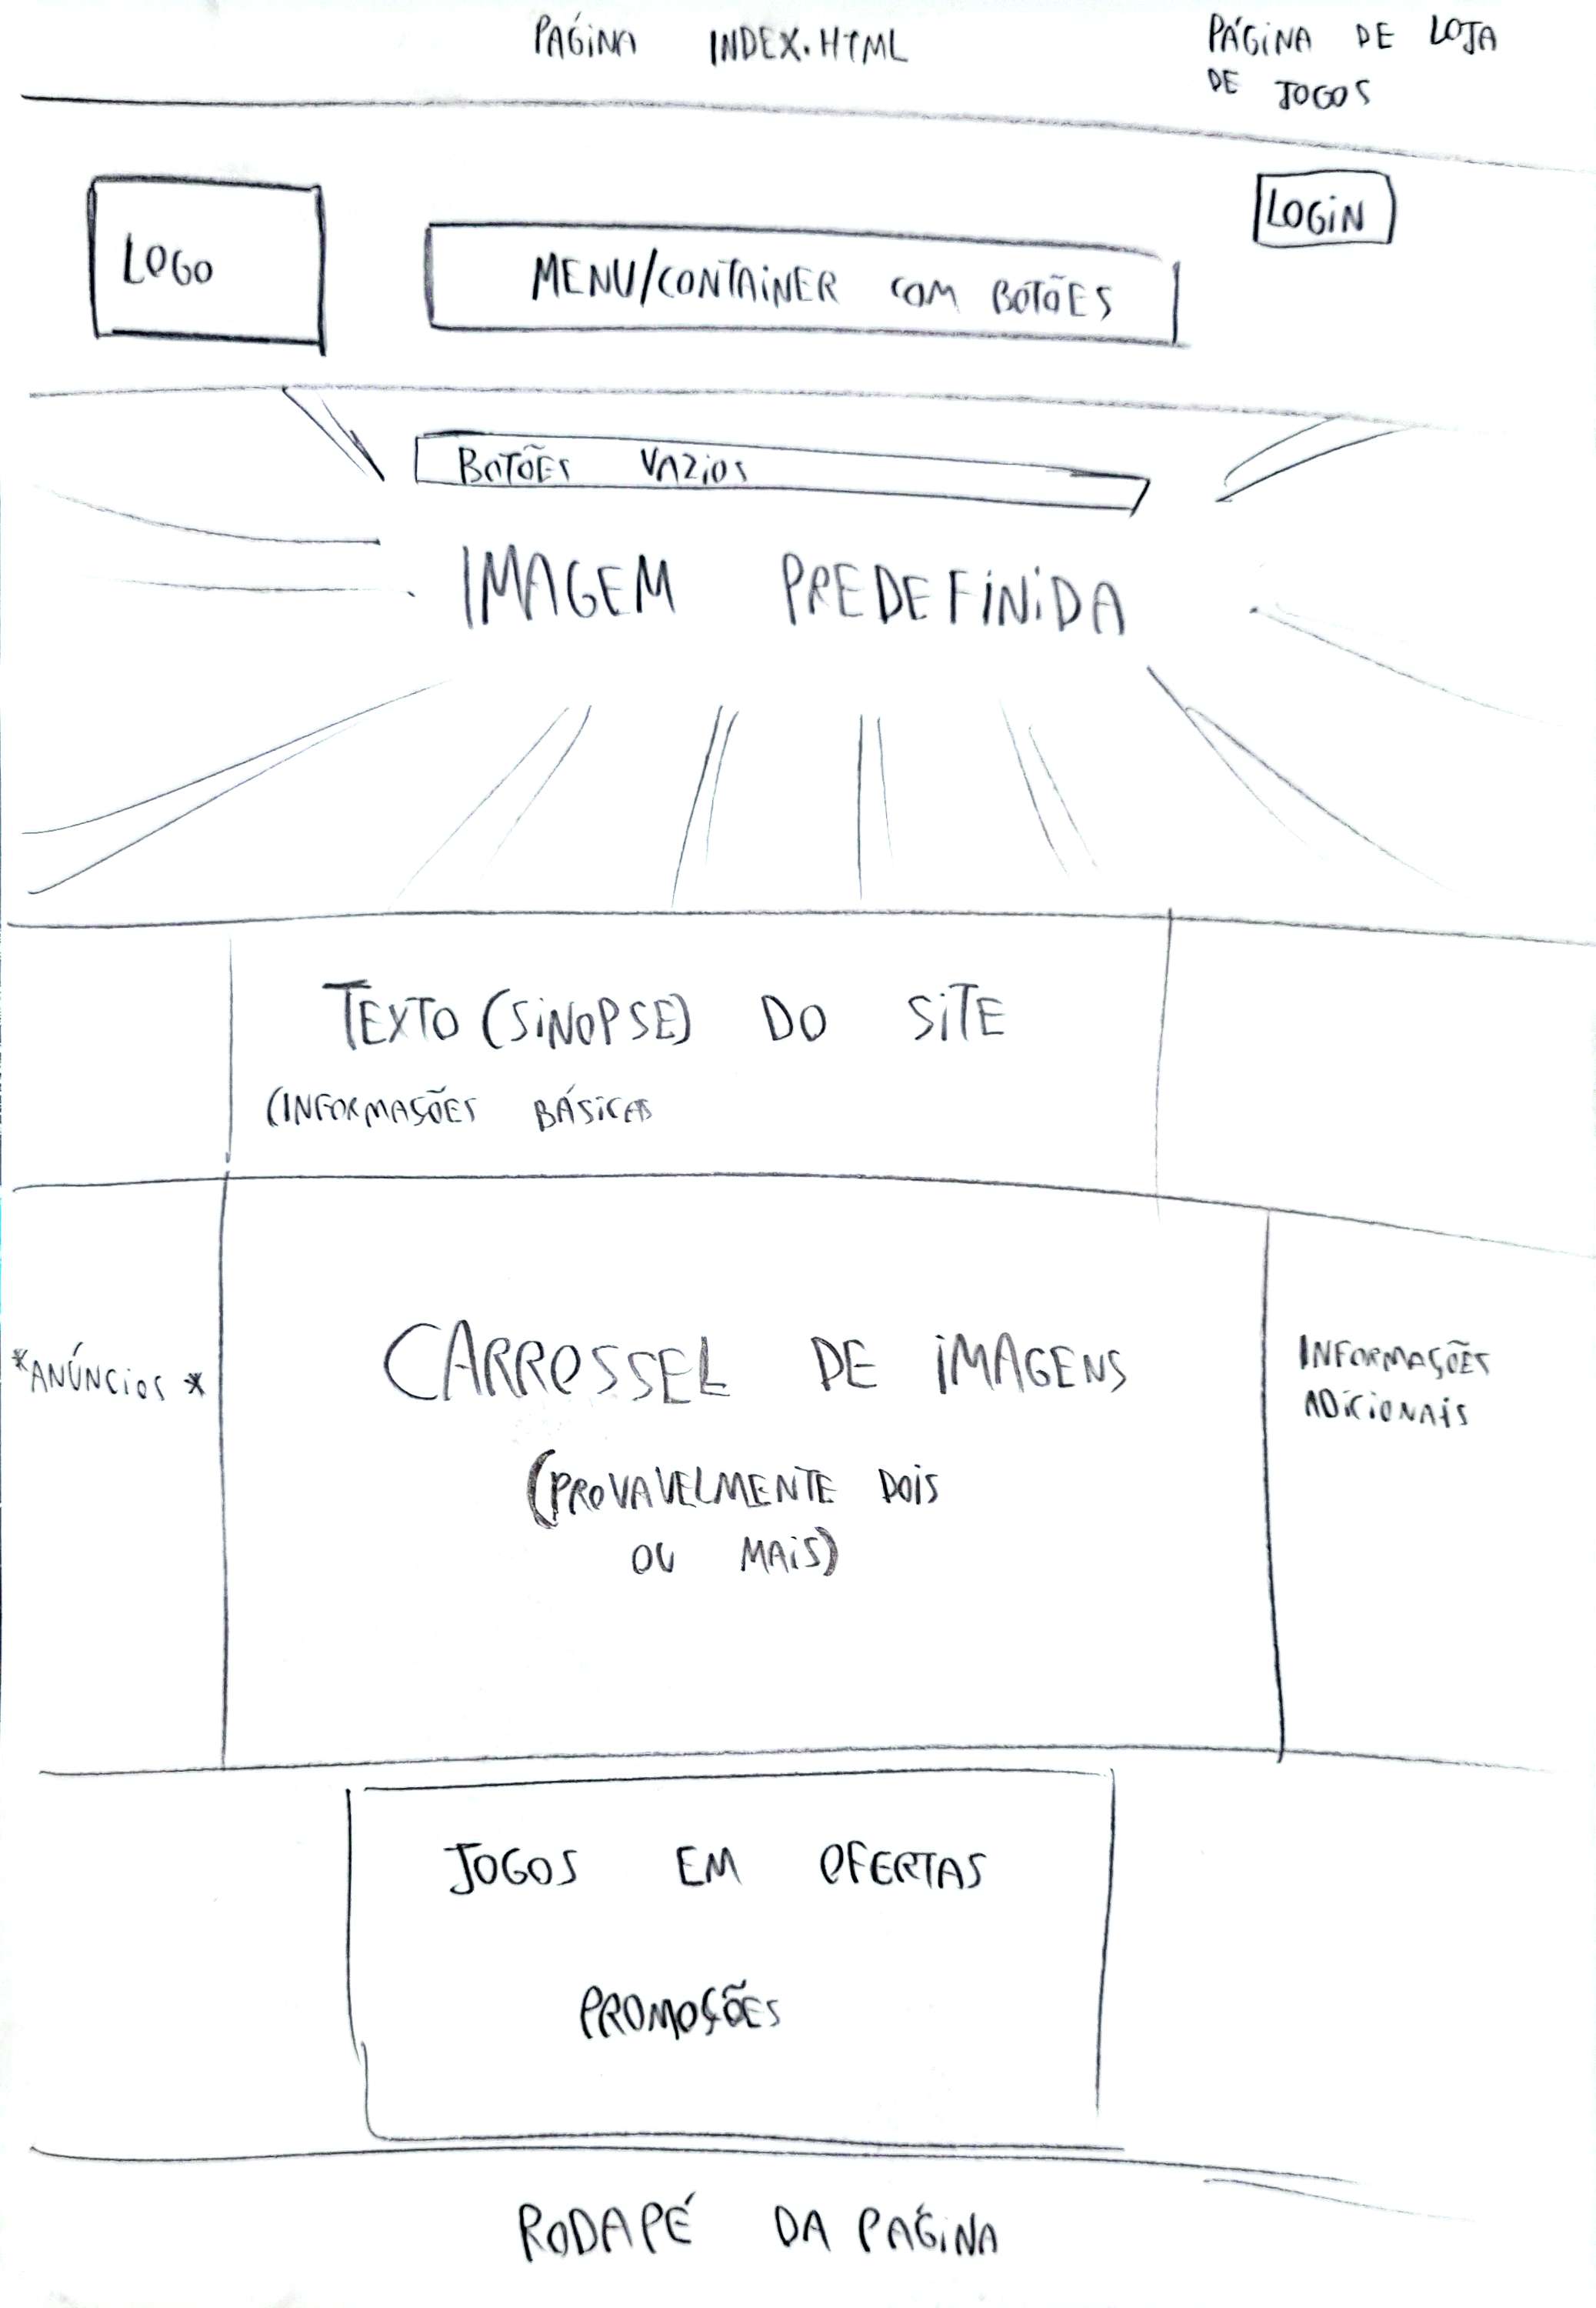 PÁGINA INDEX.HTML
PÁGINA DE LOJA
DE JOGOS
LOGO
MENU/CONTAINER COM BOTÕES
LOGIN
BOTÕES VAZIOS
IMAGEM PREDEFINIDA
TEXTO (SINOPSE) DO SITE
(INFORMAÇÕES BÁSICAS
*ANÚNCIOS *
CARROSSEL DE IMAGENS
(PROVAVELMENTE DOIS
OU MAIS)
INFORMAÇÕES
ADICIONAIS
JOGOS EM OFERTAS
PROMOÇÕES
RODAPÉ DA PÁGINA